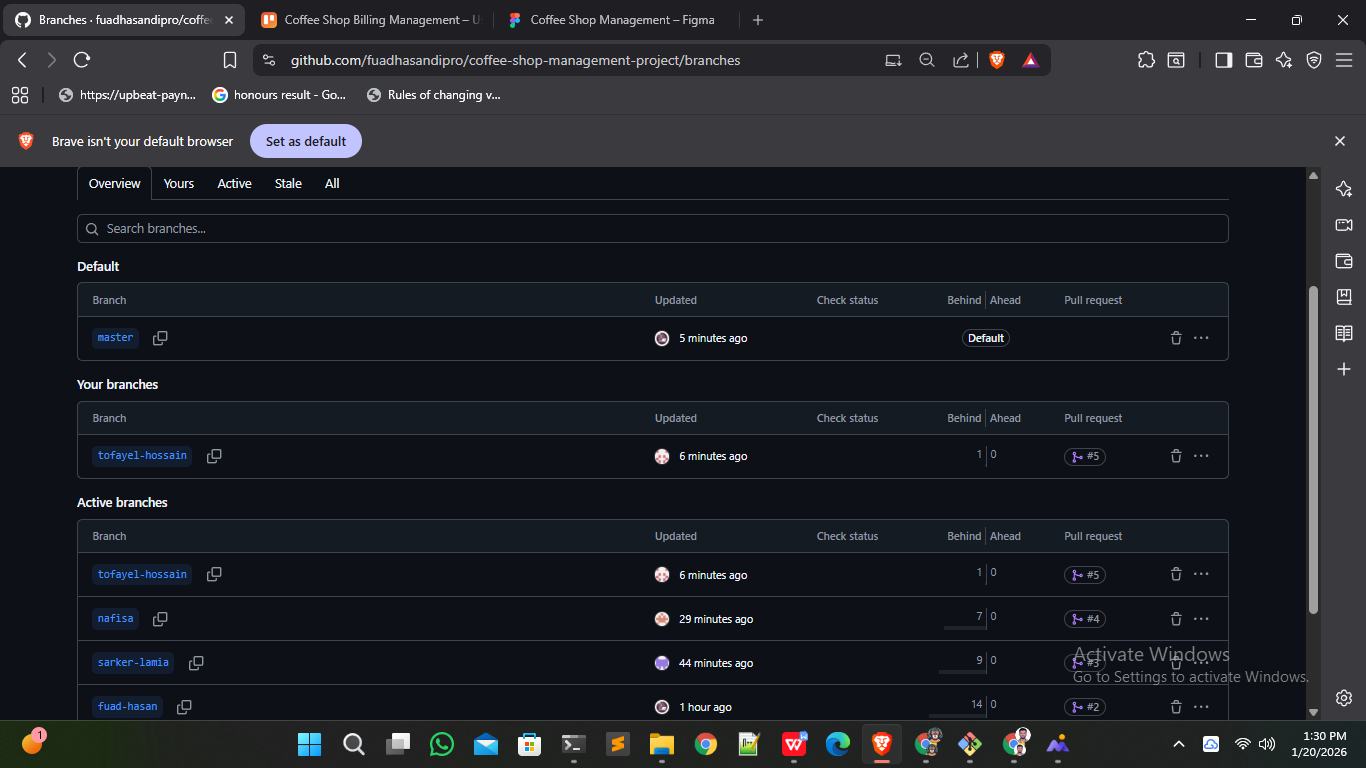 Branches · fuadhasandipro/coffe
Coffee Shop Billing Management – U
Coffee Shop Management – Figma
github.com/fuadhasandipro/coffee-shop-management-project/branches
https://upbeat-payn...
honours result - Go...
Rules of changing v...
Brave isn't your default browser
Set as default
Overview
Yours
Active
Stale
All
Search branches...
Default
Branch Updated Check status Behind Ahead Pull request
master 5 minutes ago Default
Your branches
Branch Updated Check status Behind Ahead Pull request
tofayel-hossain 6 minutes ago 1 0 #5
Active branches
Branch Updated Check status Behind Ahead Pull request
tofayel-hossain 6 minutes ago 1 0 #5
nafisa 29 minutes ago 7 0 #4
sarker-lamia 44 minutes ago 9 0 #3
fuad-hasan 1 hour ago 14 0 #2
Activate Windows
Go to Settings to activate Windows.
1
1:30 PM
1/20/2026